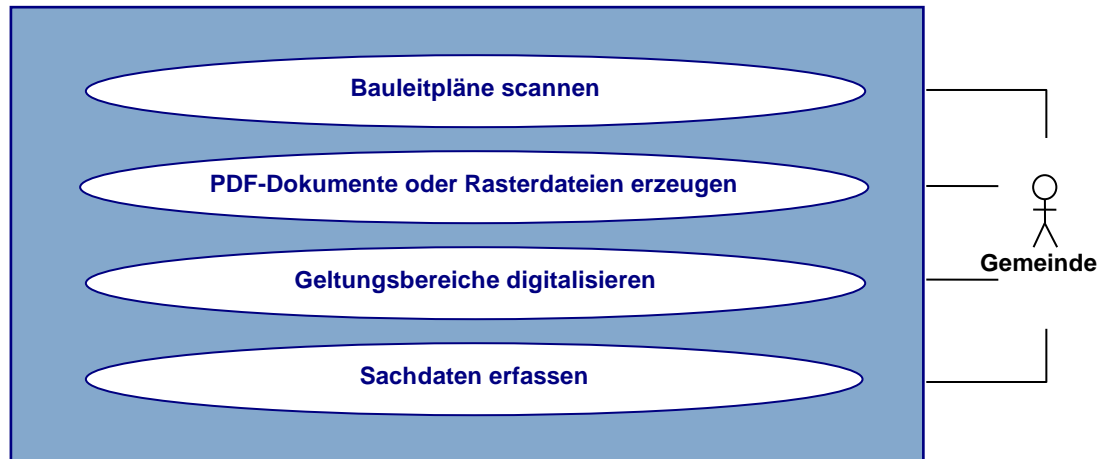 Bauleitpläne scannen
PDF-Dokumente oder Rasterdateien erzeugen
Geltungsbereiche digitalisieren
Gemeinde
Sachdaten erfassen